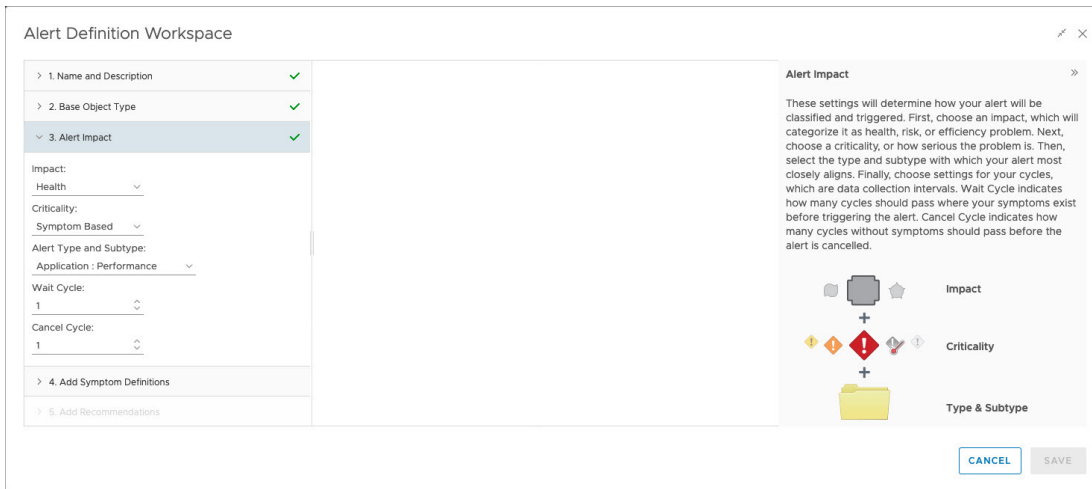 Alert Definition Workspace
1. Name and Description
2. Base Object Type
3. Alert Impact
Impact:
Health
Criticality:
Symptom Based
Alert Type and Subtype:
Application : Performance
Wait Cycle:
1
Cancel Cycle:
1
4. Add Symptom Definitions
5. Add Recommendations
Alert Impact
These settings will determine how your alert will be
classified and triggered. First, choose an impact, which will
categorize it as health, risk, or efficiency problem. Next,
choose a criticality, or how serious the problem is. Then,
select the type and subtype with which your alert most
closely aligns. Finally, choose settings for your cycles,
which are data collection intervals. Wait Cycle indicates
how many cycles should pass where your symptoms exist
before triggering the alert. Cancel Cycle indicates how
many cycles without symptoms should pass before the
alert is cancelled.
Impact
Criticality
Type & Subtype
CANCEL
SAVE